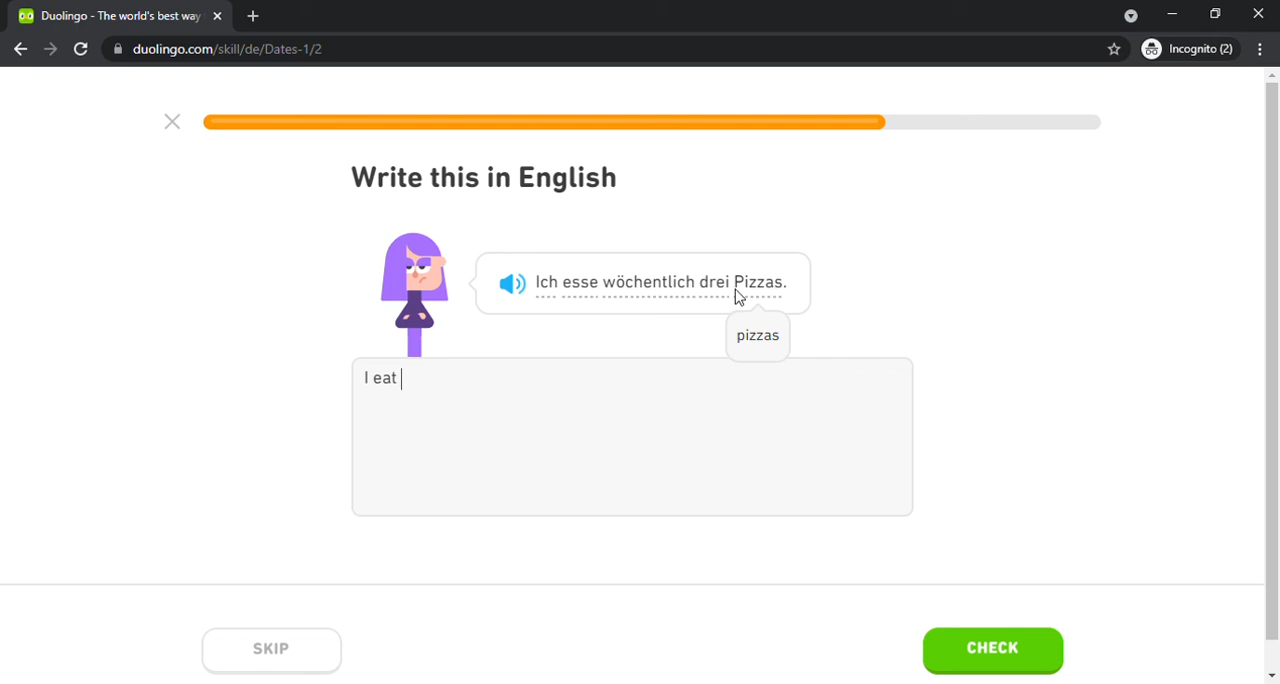 Duolingo - The world's best way
duolingo.com/skill/de/Dates-1/2
Incognito (2)
Write this in English
Ich esse wöchentlich drei Pizzas.
pizzas
I eat
SKIP
CHECK